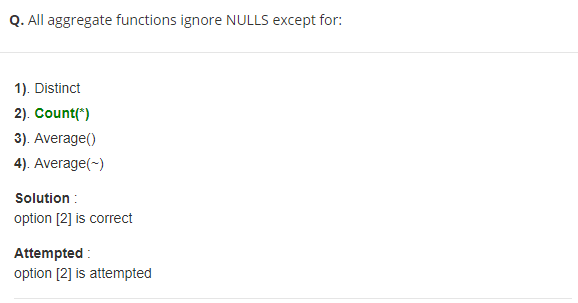 Q. All aggregate functions ignore NULLS except for:
1). Distinct
2). Count(*)
3). Average()
4). Average(~)
Solution :
option [2] is correct
Attempted :
option [2] is attempted